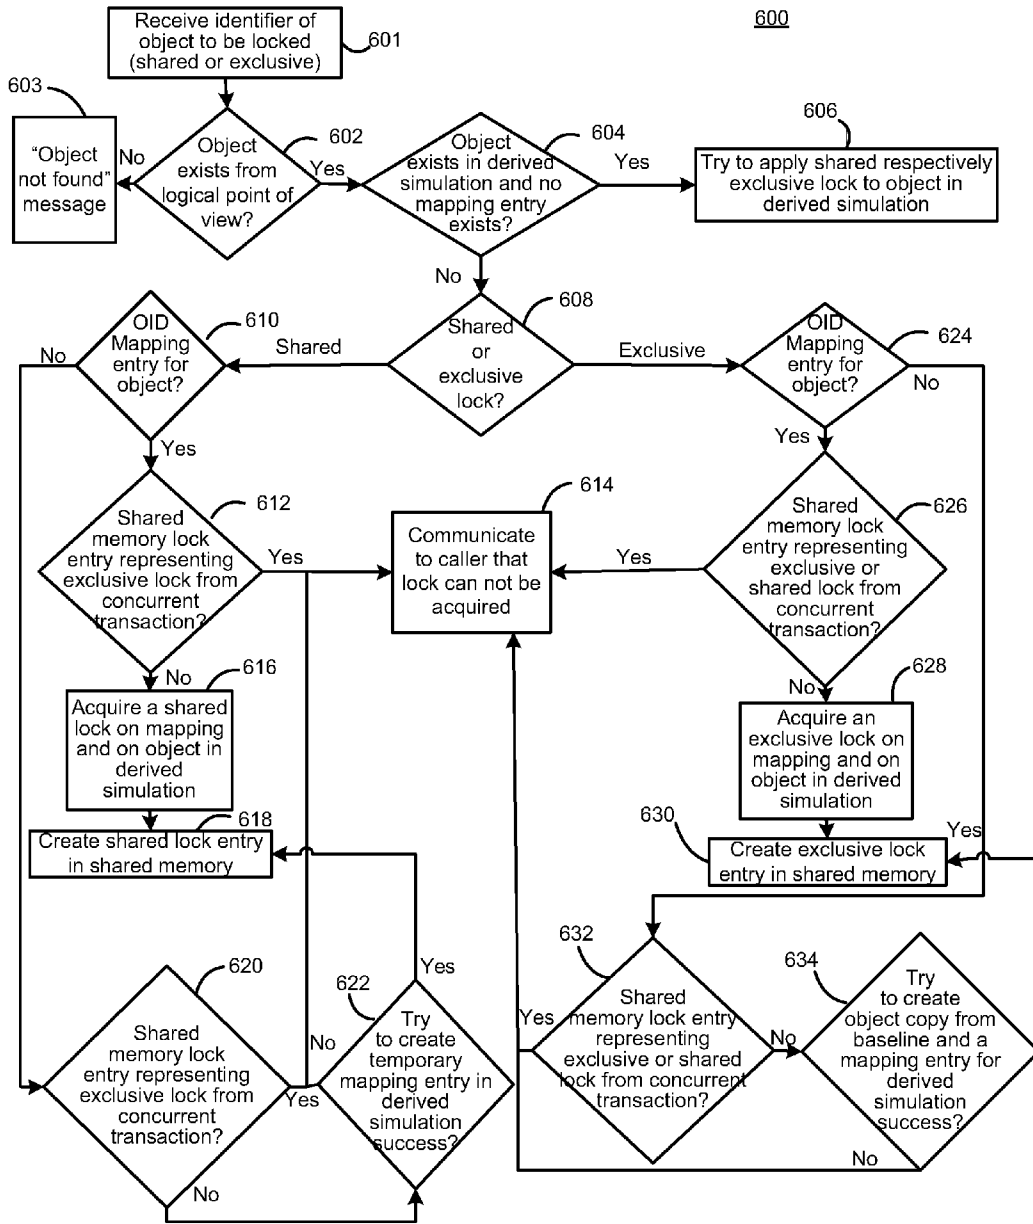 600
Receive identifier of
object to be locked
(shared or exclusive)
601
603
"Object
not found"
message
No
602
Object
exists from
logical point of
view?
Yes
604
Object
exists in derived
simulation and no
mapping entry
exists?
Yes
606
Try to apply shared respectively
exclusive lock to object in
derived simulation
No
608
Shared
or
exclusive
lock?
Shared
Exclusive
610
OID
Mapping
entry for
object?
No
Yes
624
OID
Mapping
entry for
object?
No
Yes
612
Shared
memory lock
entry representing
exclusive lock from
concurrent
transaction?
Yes
614
Communicate
to caller that
lock can not be
acquired
Yes
626
Shared
memory lock
entry representing
exclusive or
shared lock from
concurrent
transaction?
No
616
Acquire a shared
lock on mapping
and on object in
derived
simulation
No
628
Acquire an
exclusive lock on
mapping and on
object in derived
simulation
618
Create shared lock entry
in shared memory
630
Create exclusive lock
entry in shared memory
Yes
620
Shared
memory lock
entry representing
exclusive lock from
concurrent
transaction?
Yes
No
622
Try
to create
temporary
mapping entry in
derived
simulation
success?
Yes
No
632
Shared
memory lock entry
representing
exclusive or shared
lock from concurrent
transaction?
Yes
No
634
Try
to create
object copy from
baseline and a
mapping entry for
derived
simulation
success?
No